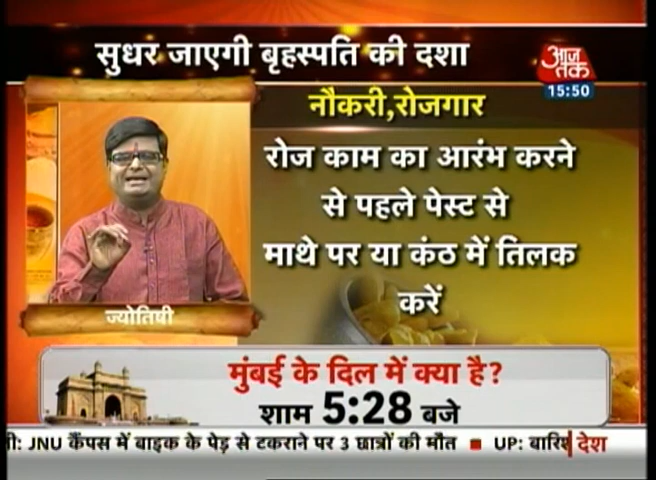 सुधर जाएगी बृहस्पति की दशा
आज तक
15:50
नौकरी,रोजगार
रोज काम का आरंभ करने
से पहले पेस्ट से
माथे पर या कंठ में तिलक
करें
ज्योतिषी
मुंबई के दिल में क्या है?
शाम 5:28 बजे
ी: JNU कैंपस में बाइक के पेड़ से टकराने पर 3 छात्रों की मौत ■ UP: बारिश देश